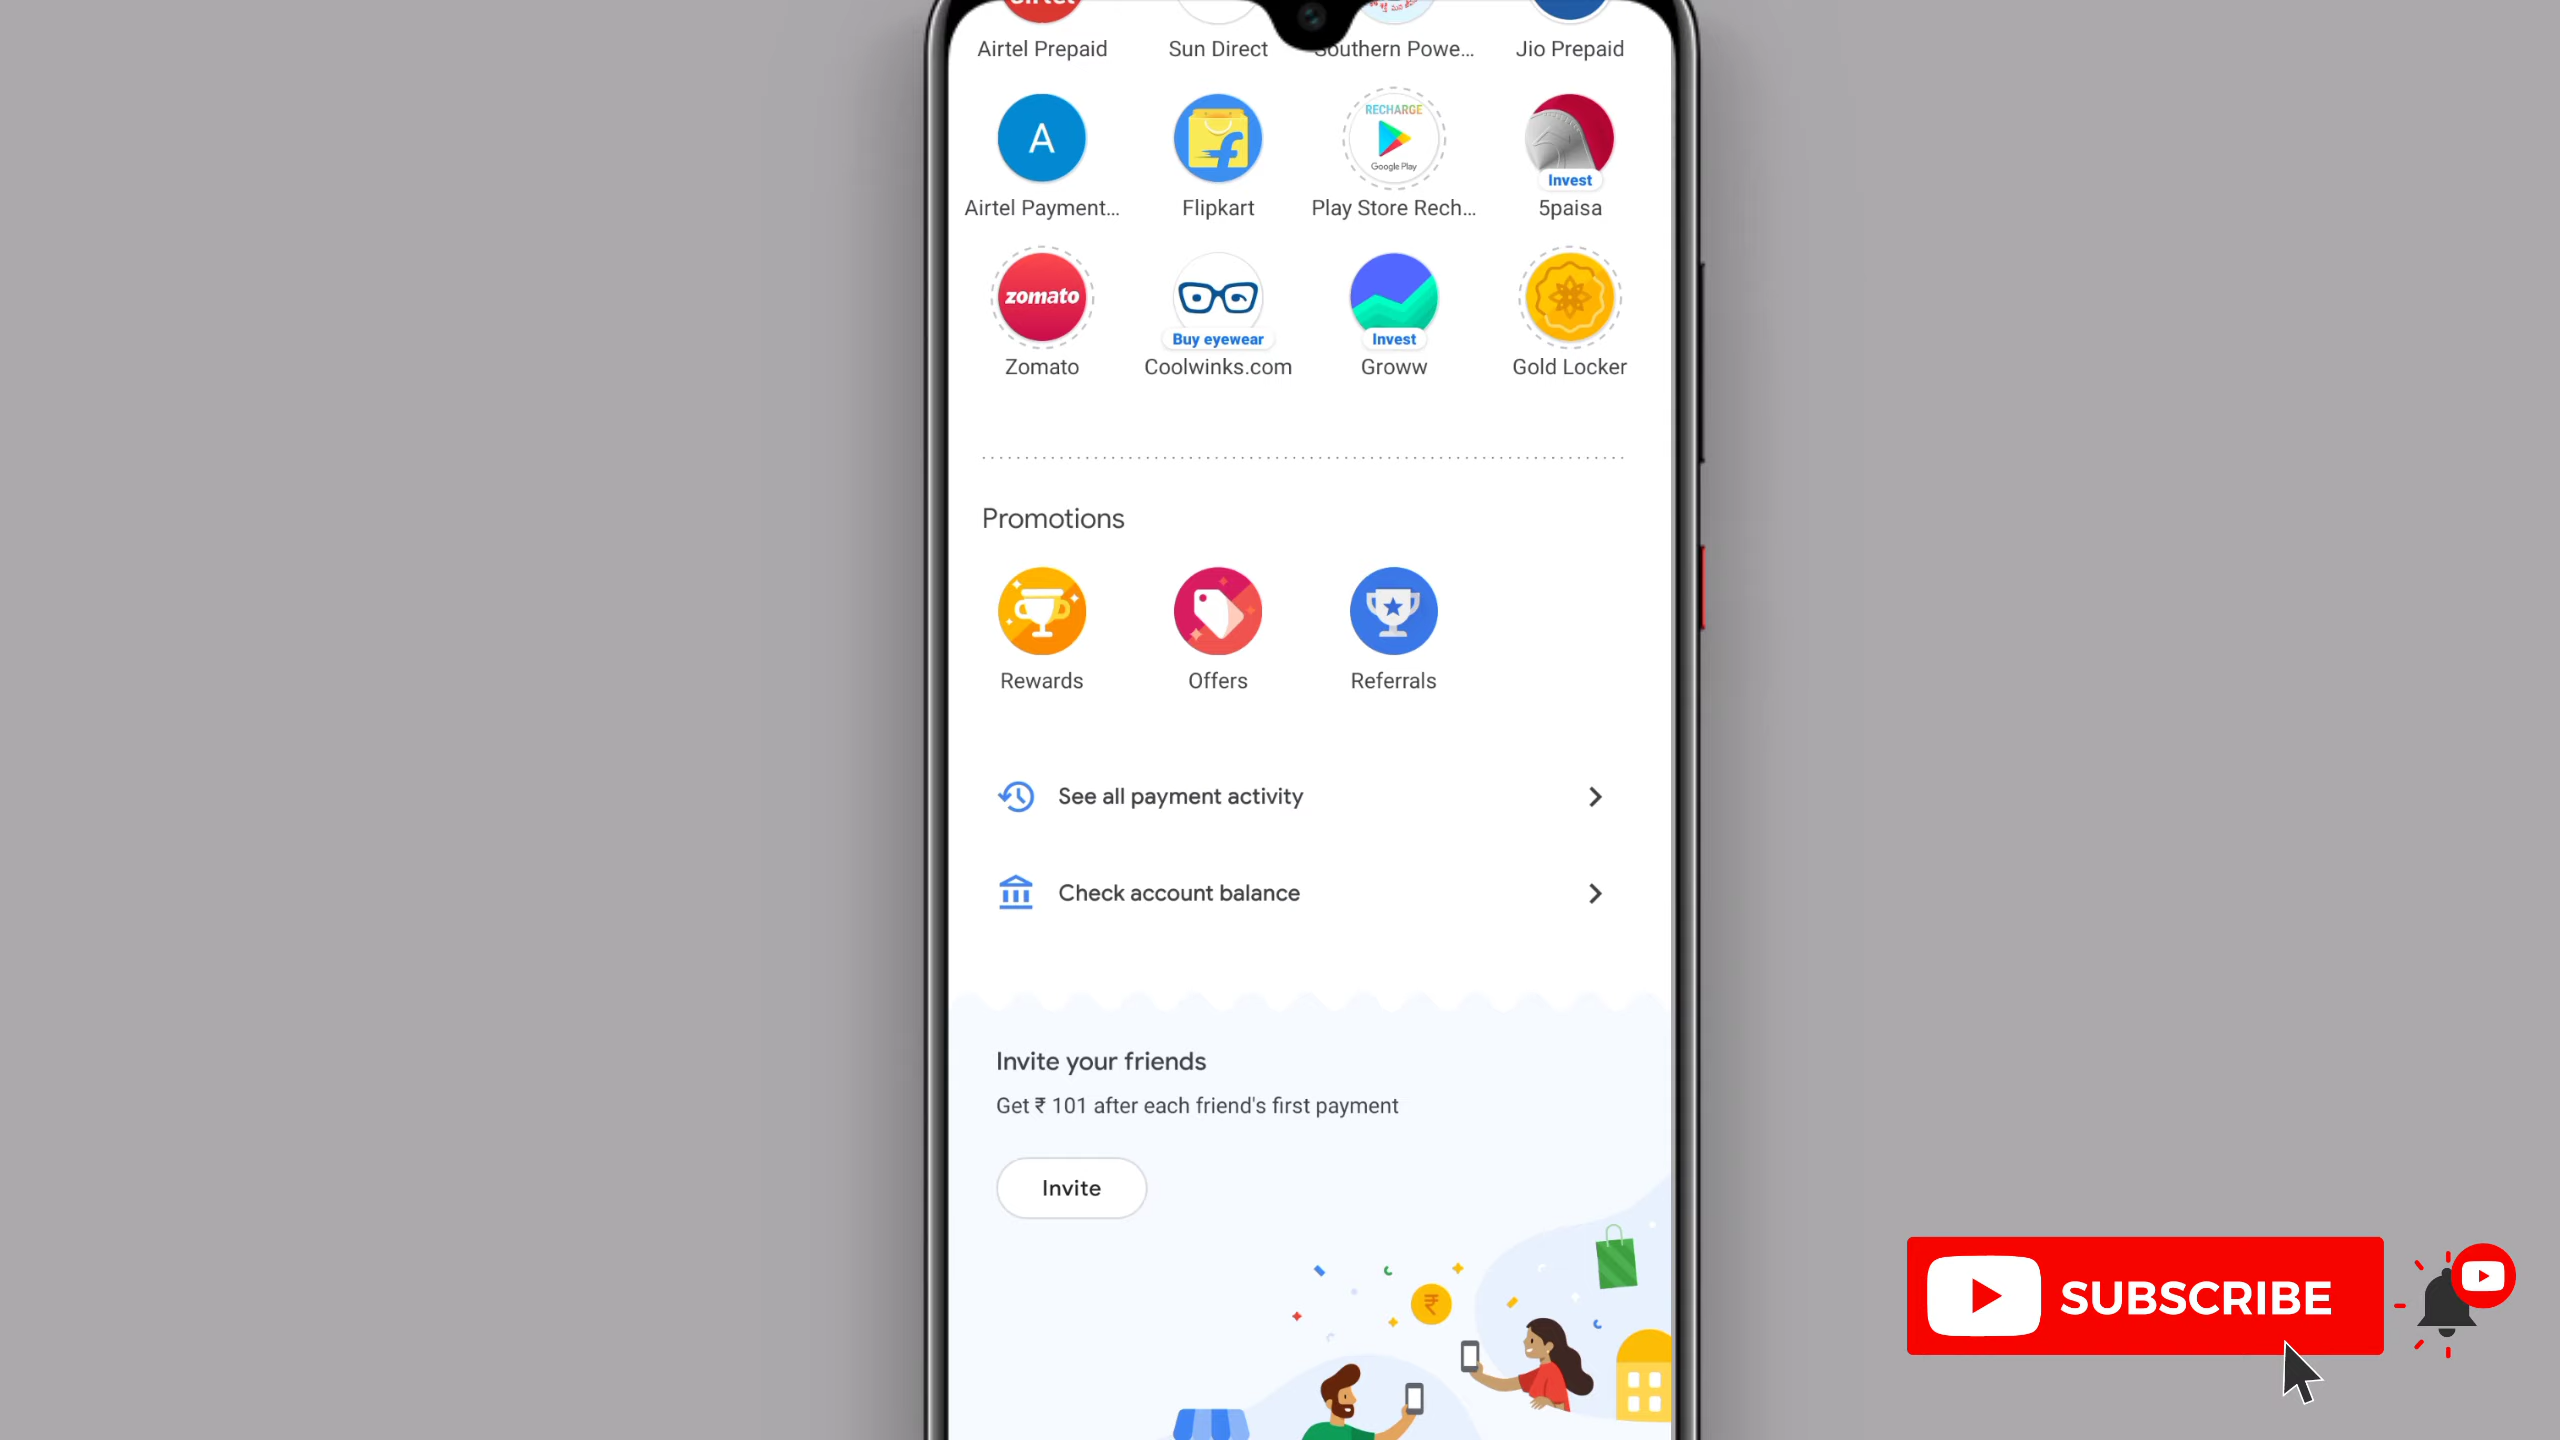 Airtel Prepaid Sun Direct Southern Powe... Jio Prepaid
A
RECHARGE
Google Play
Invest
Airtel Payment... Flipkart Play Store Rech... 5paisa
zomato
Buy eyewear Invest
Zomato Coolwinks.com Groww Gold Locker
Promotions
Rewards Offers Referrals
See all payment activity
Check account balance
Invite your friends
Get ₹ 101 after each friend's first payment
Invite
₹
SUBSCRIBE